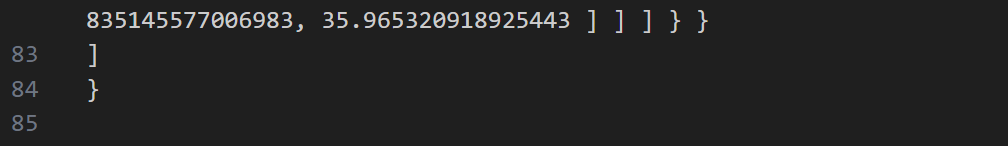 835145577006983, 35.965320918925443 ] ] ] } }
83 ]
84 }
85